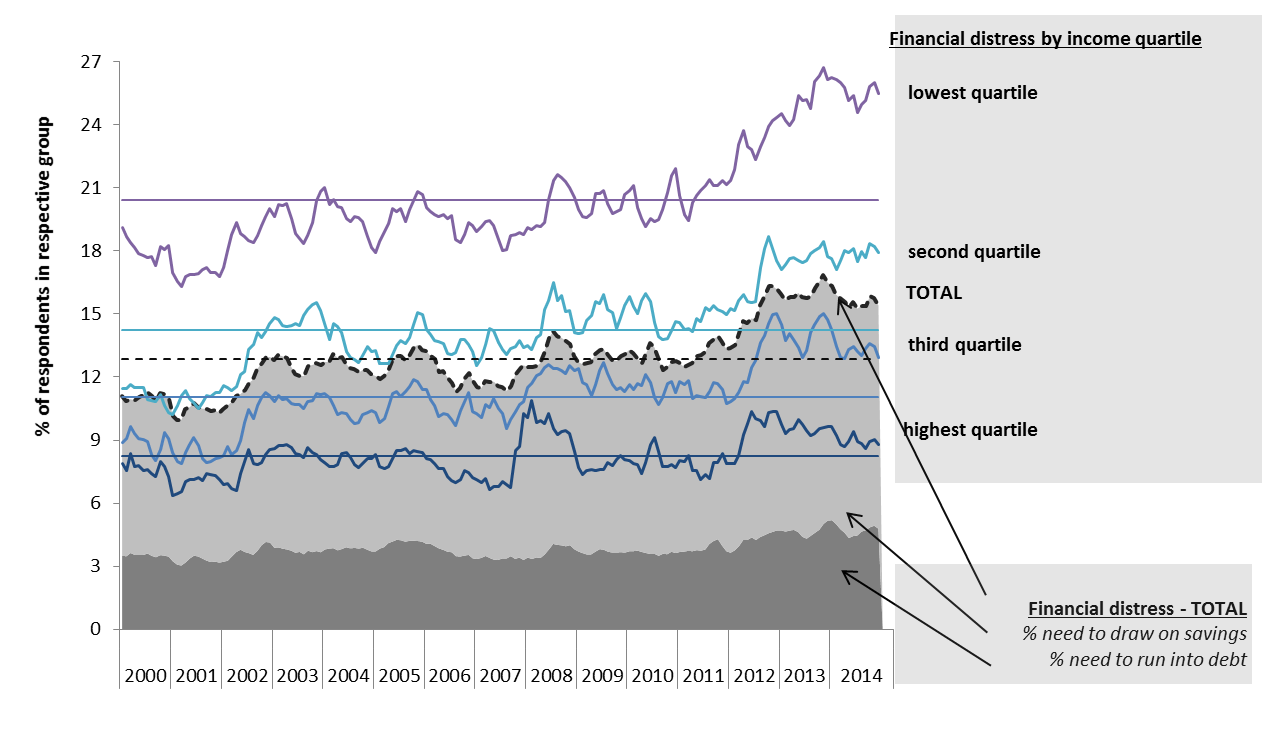 Financial distress by income quartile
27
lowest quartile
24
21
18
second quartile
TOTAL
15
third quartile
12
9
highest quartile
6
3
0
% of respondents in respective group
2000 2001 2002 2003 2004 2005 2006 2007 2008 2009 2010 2011 2012 2013 2014
Financial distress - TOTAL
% need to draw on savings
% need to run into debt